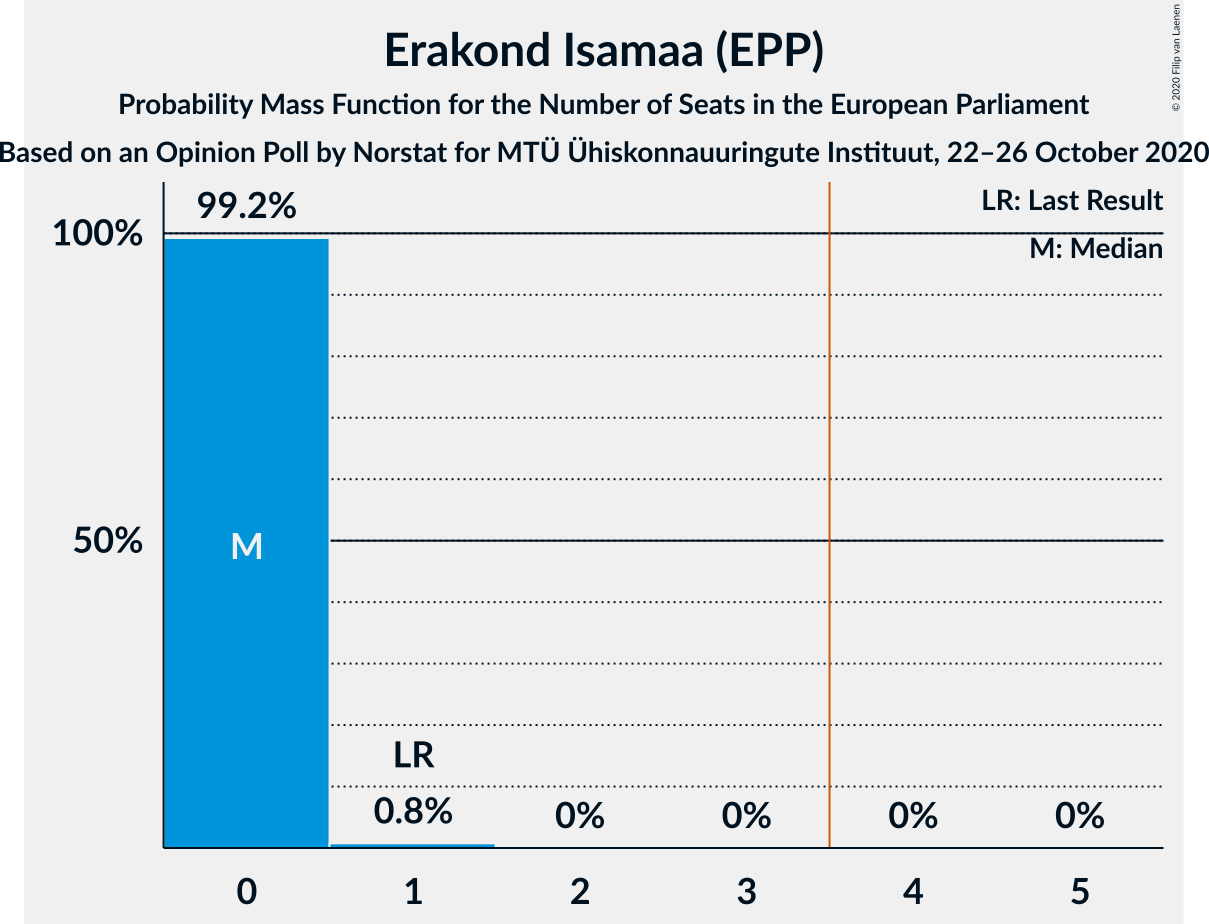 Erakond Isamaa (EPP)
Probability Mass Function for the Number of Seats in the European Parliament
Based on an Opinion Poll by Norstat for MTÜ Ühiskonnauuringute Instituut, 22–26 October 2020
© 2020 Filip van Laenen
LR: Last Result
M: Median
99.2%
100%
50%
M
LR
0.8%
0%
0%
0%
0%
0 1 2 3 4 5